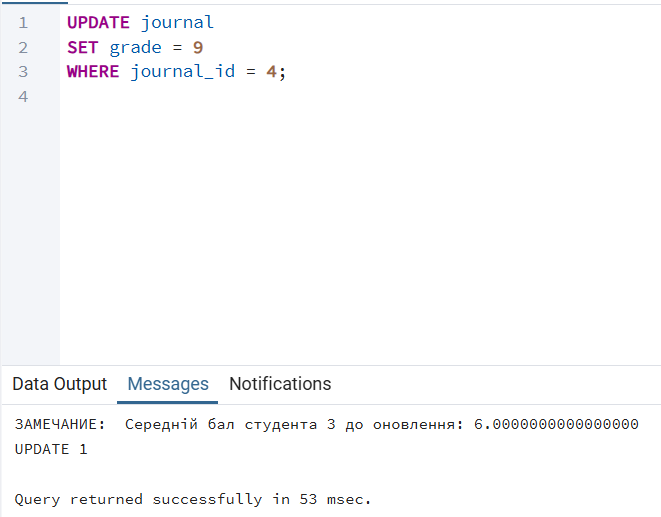 1 UPDATE journal
2 SET grade = 9
3 WHERE journal_id = 4;
4
Data Output Messages Notifications
ЗАМЕЧАНИЕ:  Середній бал студента 3 до оновлення: 6.0000000000000000
UPDATE 1
Query returned successfully in 53 msec.